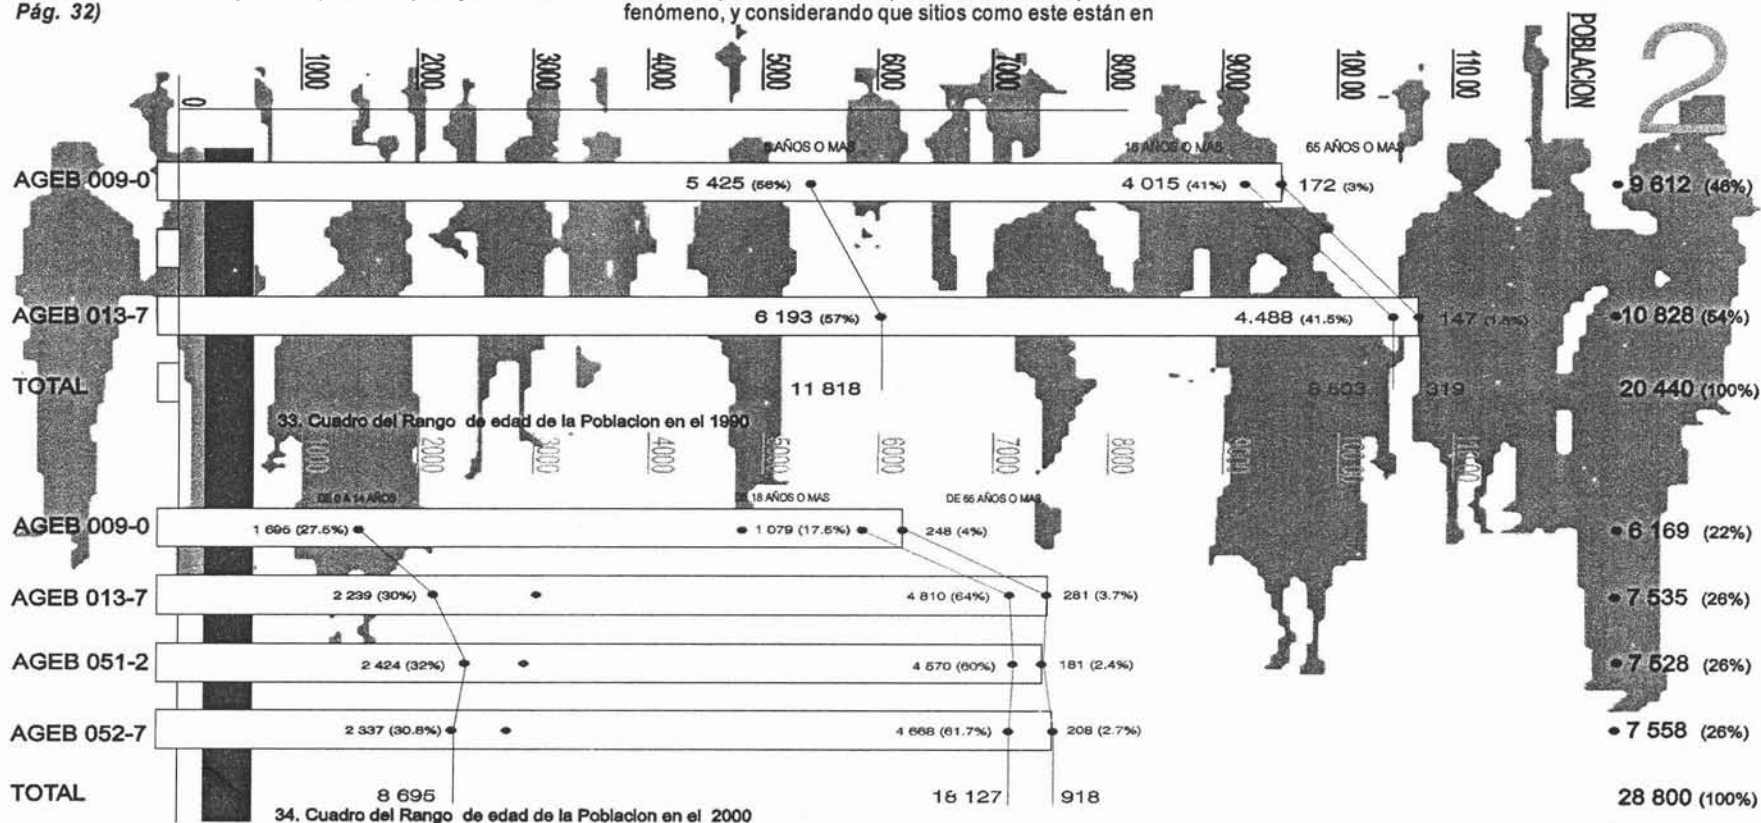 Pág. 32)
fenómeno, y considerando que sitios como este están en
0 1000 2000 3000 4000 5000 6000 7000 8000 9000 100 00 110 00 POBLACION 2
AÑOS O MAS AÑOS O MAS 65 AÑOS O MAS
AGEB 009-0 5 425 (56%) 4 015 (41%) 172 (3%) 9 612 (46%)
AGEB 013-7 6 193 (57%) 4.488 (41.5%) 147 10 828 (54%)
TOTAL 11 818 319 20 440 (100%)
33. Cuadro del Rango de edad de la Poblacion en el 1990
1000 2000 3000 4000 5000 6000 7000 8000 9000
DE 0 A 14 AÑOS DE 18 AÑOS O MAS DE 65 AÑOS O MAS
AGEB 009-0 1 695 (27.5%) 1 079 (17.5%) 248 (4%) 6 169 (22%)
AGEB 013-7 2 239 (30%) 4 810 (64%) 281 (3.7%) 7 535 (26%)
AGEB 051-2 2 424 (32%) 4 570 (60%) 181 (2.4%) 7 528 (26%)
AGEB 052-7 2 337 (30.8%) 4 668 (61.7%) 208 (2.7%) 7 558 (26%)
TOTAL 8 695 127 918 28 800 (100%)
34. Cuadro del Rango de edad de la Poblacion en el 2000